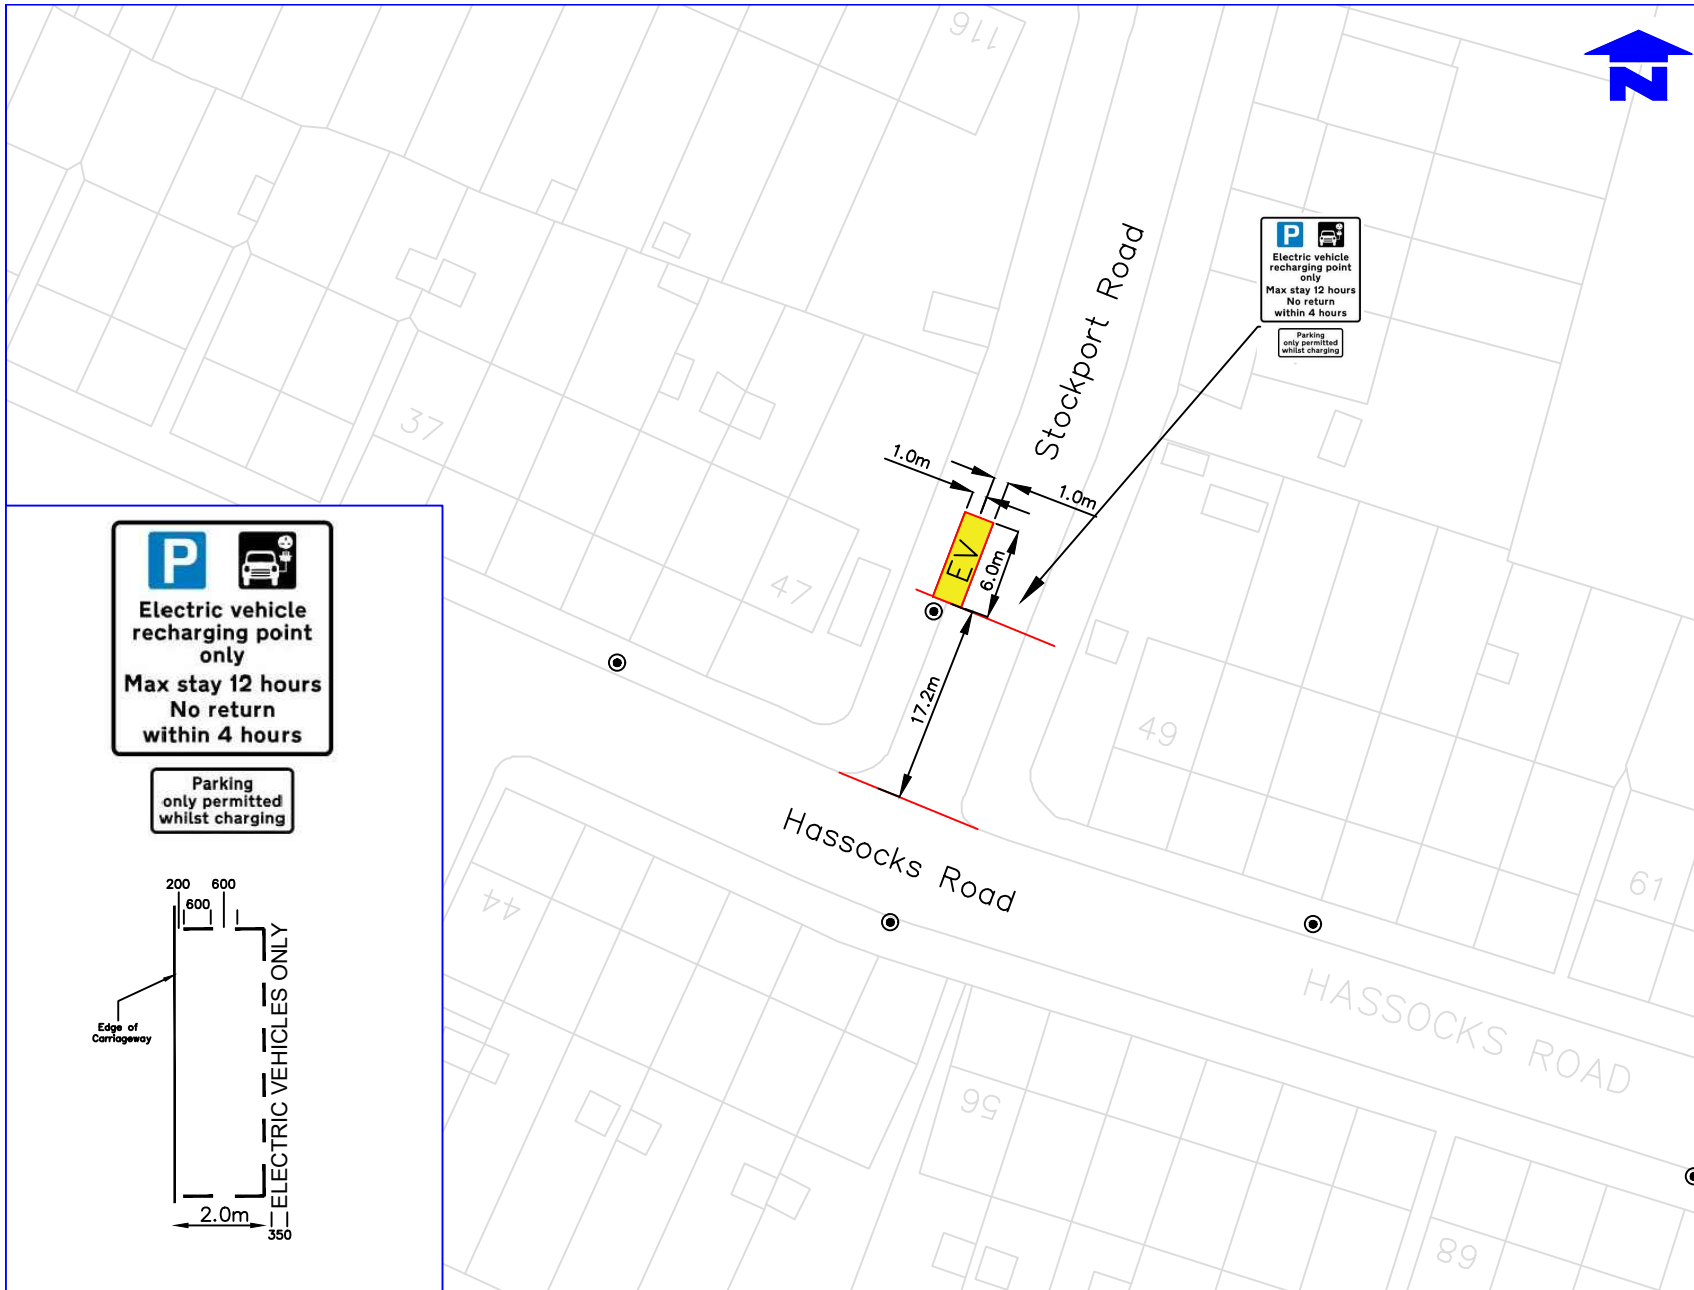 116
N
Stockport Road
P
Electric vehicle
recharging point
only
Max stay 12 hours
No return
within 4 hours
Parking
only permitted
whilst charging
37
1.0m
1.0m
EV
6.0m
47
17.2m
49
Hassocks Road
44
61
HASSOCKS ROAD
56
68
P
Electric vehicle
recharging point
only
Max stay 12 hours
No return
within 4 hours
Parking
only permitted
whilst charging
200
600
600
Edge of
Carriageway
ELECTRIC VEHICLES ONLY
2.0m
350